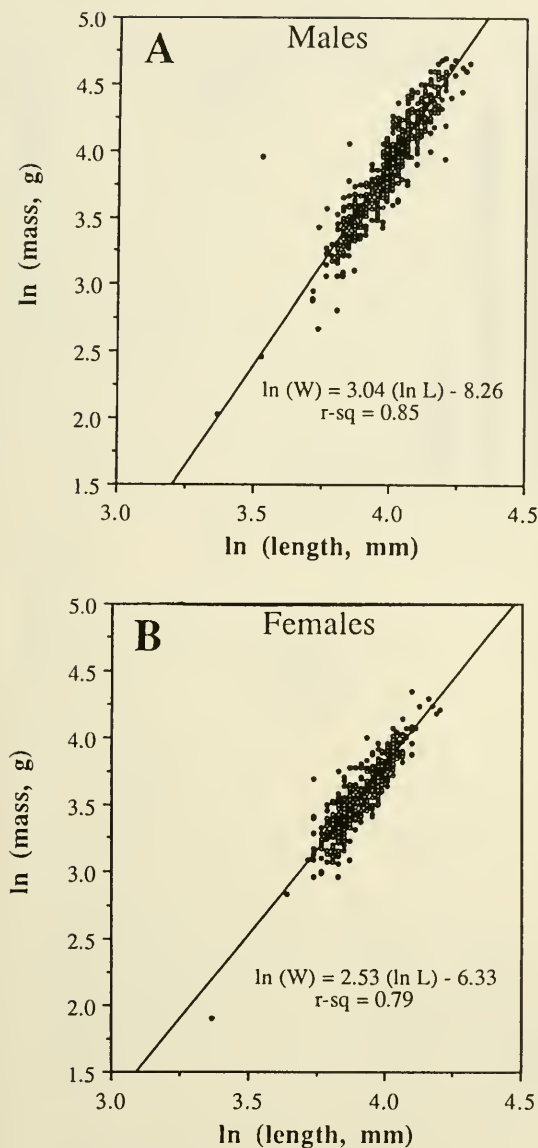 A
Males
5.0
4.5
4.0
3.5
3.0
2.5
2.0
1.5
ln (mass, g)
ln (W) = 3.04 (ln L) - 8.26
r-sq = 0.85
3.0
3.5
4.0
4.5
ln (length, mm)
B
Females
5.0
4.5
4.0
3.5
3.0
2.5
2.0
1.5
ln (mass, g)
ln (W) = 2.53 (ln L) - 6.33
r-sq = 0.79
3.0
3.5
4.0
4.5
ln (length, mm)